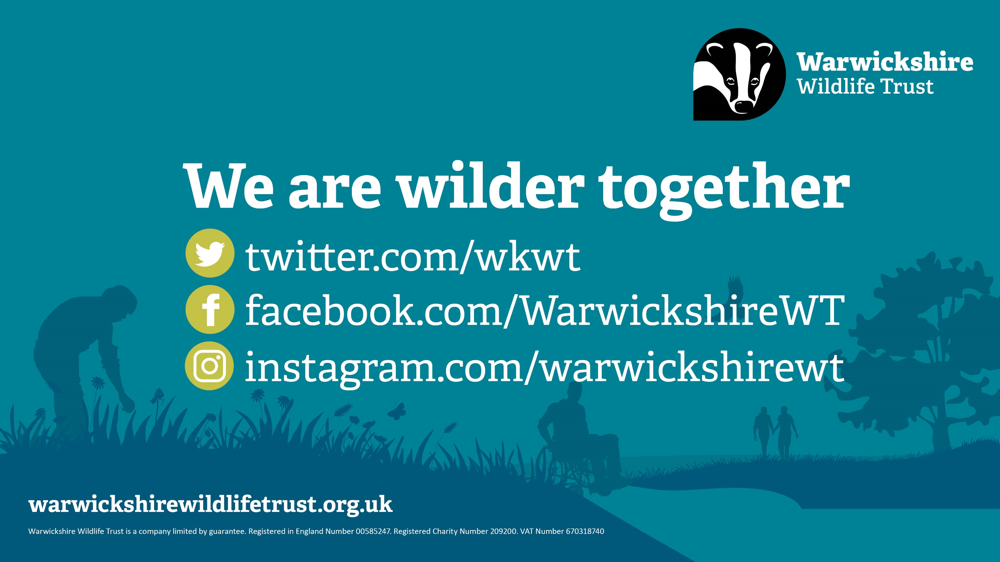 Warwickshire
Wildlife Trust
We are wilder together
twitter.com/wkwt
facebook.com/WarwickshireWT
instagram.com/warwickshirewt
warwickshirewildlifetrust.org.uk
Warwickshire Wildlife Trust is a company limited by guarantee. Registered in England Number 00585247. Registered Charity Number 209200. VAT Number 670318740